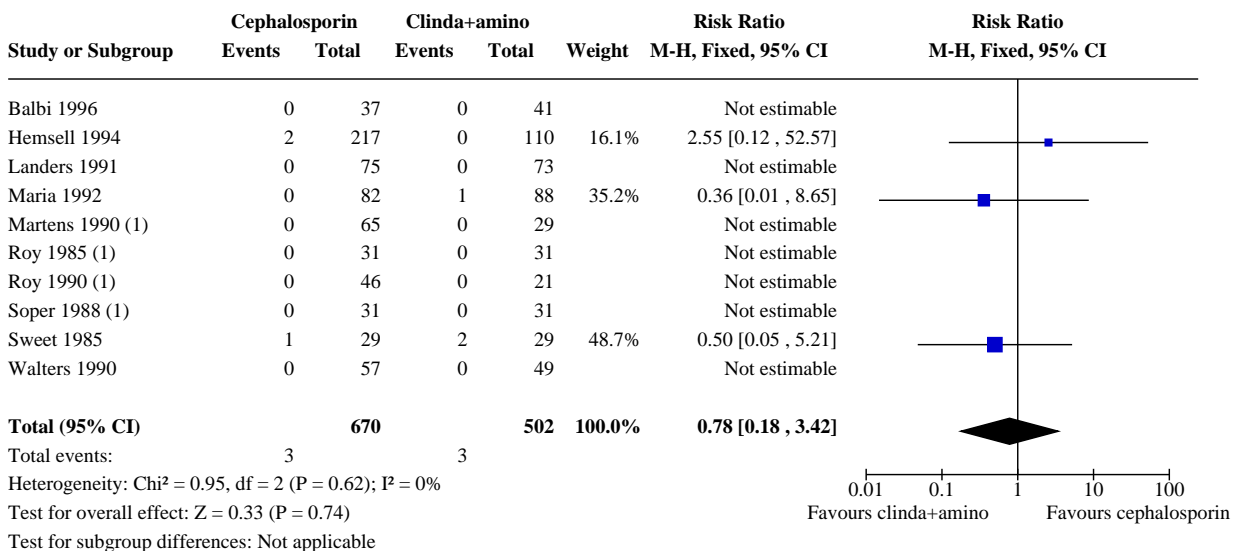 Cephalosporin Clinda+amino Risk Ratio Risk Ratio
Study or Subgroup Events Total Events Total Weight M-H, Fixed, 95% CI M-H, Fixed, 95% CI
Balbi 1996 0 37 0 41 Not estimable
Hemsell 1994 2 217 0 110 16.1% 2.55 [0.12 , 52.57]
Landers 1991 0 75 0 73 Not estimable
Maria 1992 0 82 1 88 35.2% 0.36 [0.01 , 8.65]
Martens 1990 (1) 0 65 0 29 Not estimable
Roy 1985 (1) 0 31 0 31 Not estimable
Roy 1990 (1) 0 46 0 21 Not estimable
Soper 1988 (1) 0 31 0 31 Not estimable
Sweet 1985 1 29 2 29 48.7% 0.50 [0.05 , 5.21]
Walters 1990 0 57 0 49 Not estimable
Total (95% CI) 670 502 100.0% 0.78 [0.18 , 3.42]
Total events: 3 3
Heterogeneity: Chi² = 0.95, df = 2 (P = 0.62); I² = 0%
Test for overall effect: Z = 0.33 (P = 0.74)
Test for subgroup differences: Not applicable
0.01 0.1 1 10 100
Favours clinda+amino Favours cephalosporin